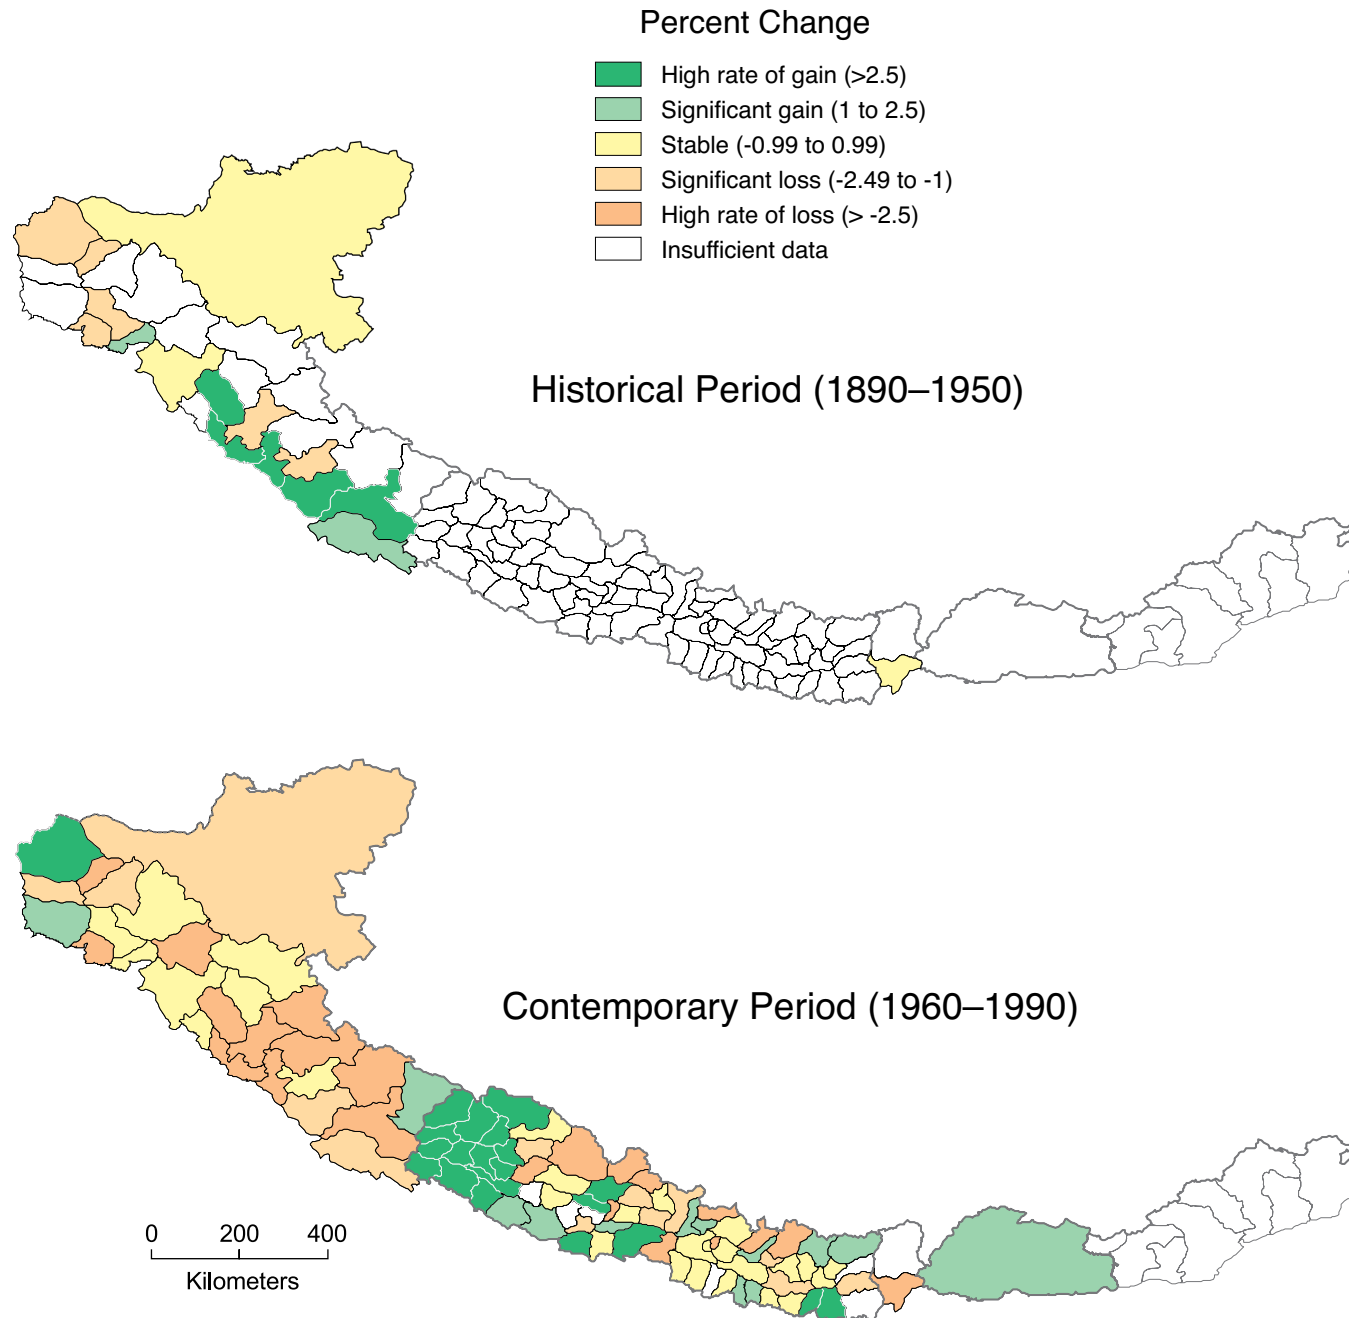 Percent Change
High rate of gain (>2.5)
Significant gain (1 to 2.5)
Stable (-0.99 to 0.99)
Significant loss (-2.49 to -1)
High rate of loss (> -2.5)
Insufficient data
Historical Period (1890–1950)
Contemporary Period (1960–1990)
0 200 400
Kilometers